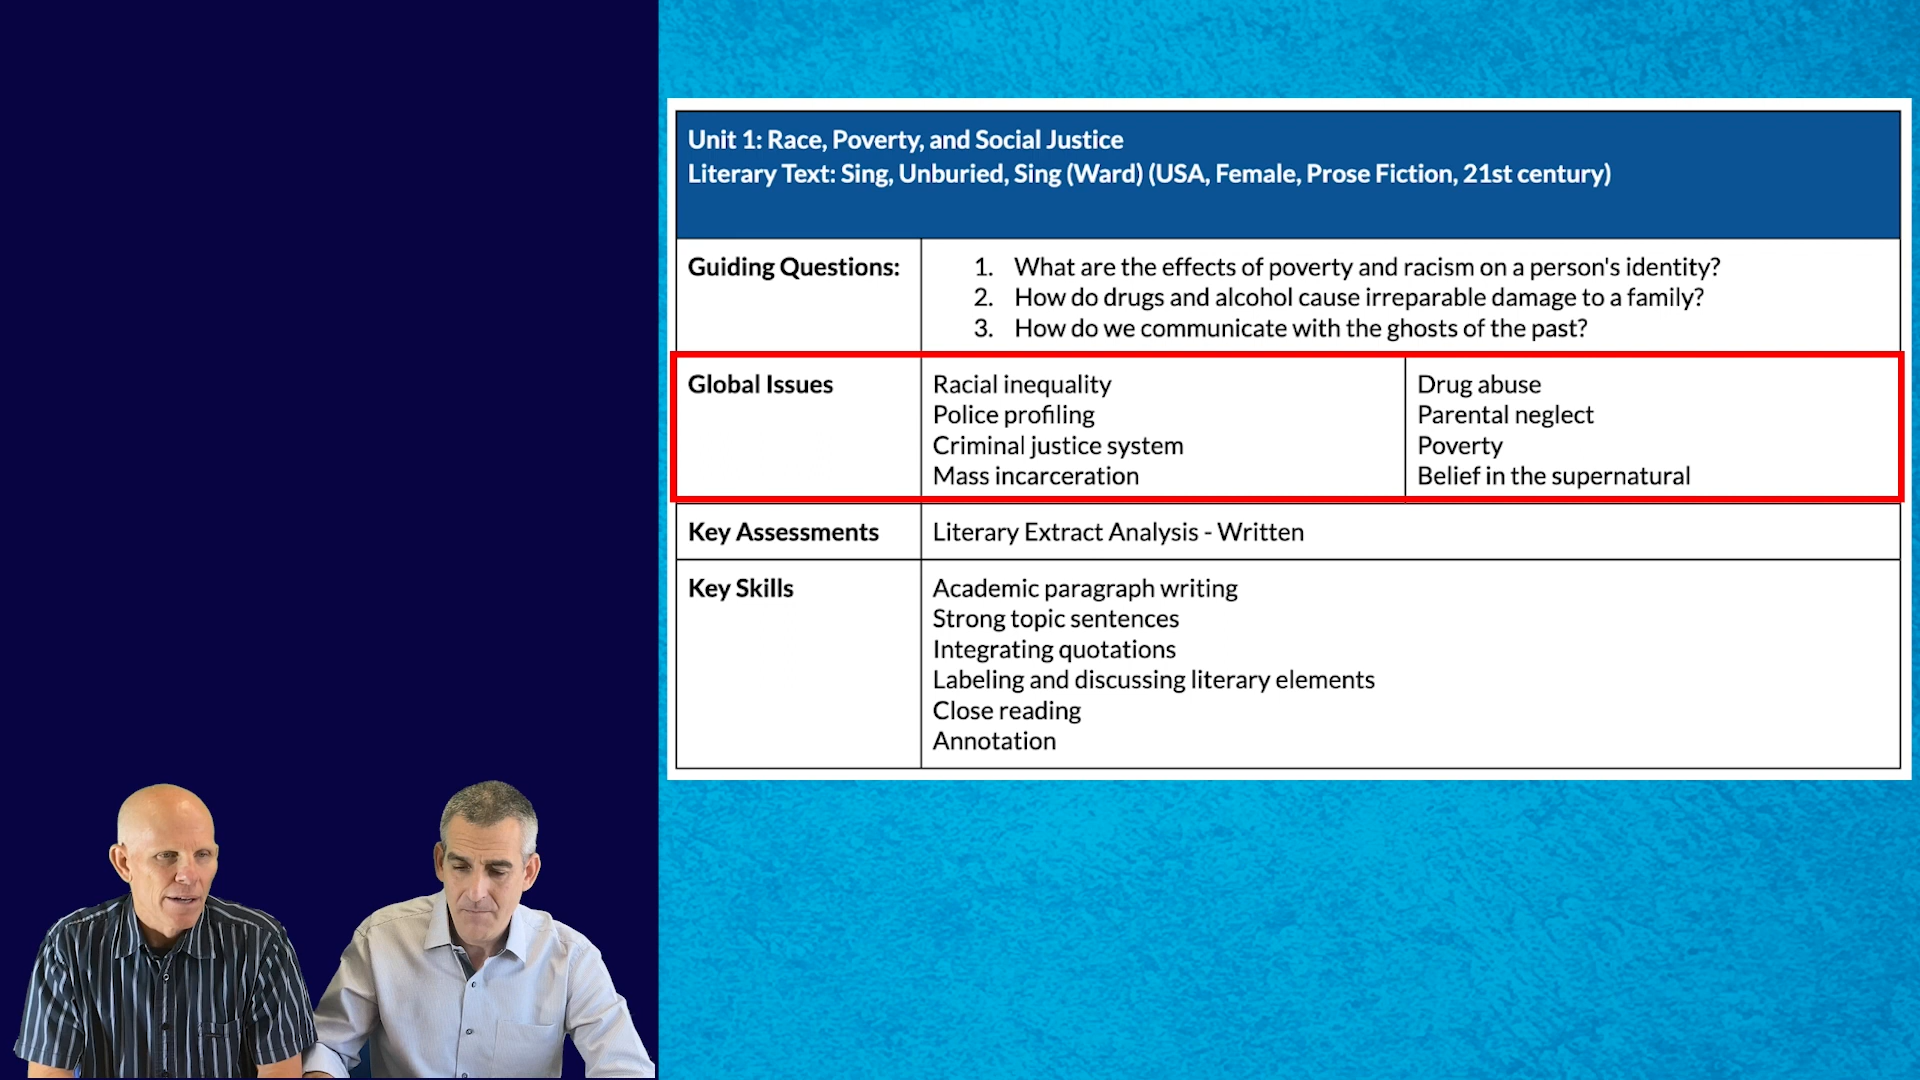 Unit 1: Race, Poverty, and Social Justice
Literary Text: Sing, Unburied, Sing (Ward) (USA, Female, Prose Fiction, 21st century)
Guiding Questions:
1. What are the effects of poverty and racism on a person's identity?
2. How do drugs and alcohol cause irreparable damage to a family?
3. How do we communicate with the ghosts of the past?
Global Issues
Racial inequality
Police profiling
Criminal justice system
Mass incarceration
Drug abuse
Parental neglect
Poverty
Belief in the supernatural
Key Assessments
Literary Extract Analysis - Written
Key Skills
Academic paragraph writing
Strong topic sentences
Integrating quotations
Labeling and discussing literary elements
Close reading
Annotation